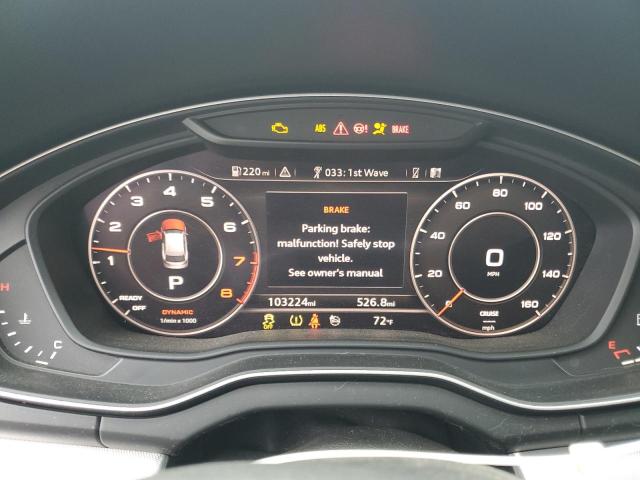 ABS BRAKE
220 mi 033: 1st Wave
BRAKE
Parking brake:
malfunction! Safely stop
vehicle.
See owner's manual
103224mi 526.8mi
OFF 72°F
1 2 3 4 5 6 7 8
P
READY
OFF
DYNAMIC
1/min x 1000
0 20 40 60 80 100 120 140 160
0
MPH
CRUISE
mph
H
C
E